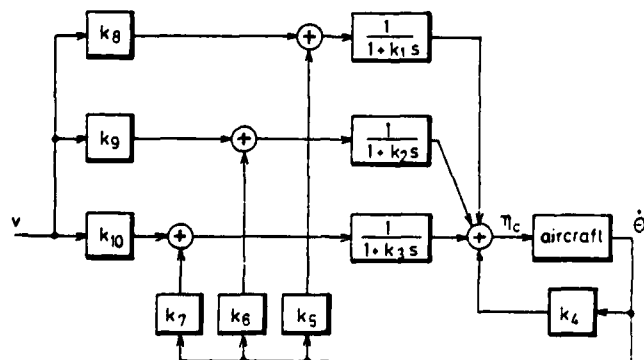 k8
+
1
1+k1s
k9
+
1
1+k2s
v
k10
+
1
1+k3s
+
ηc
aircraft
θ̇
k7
k6
k5
k4